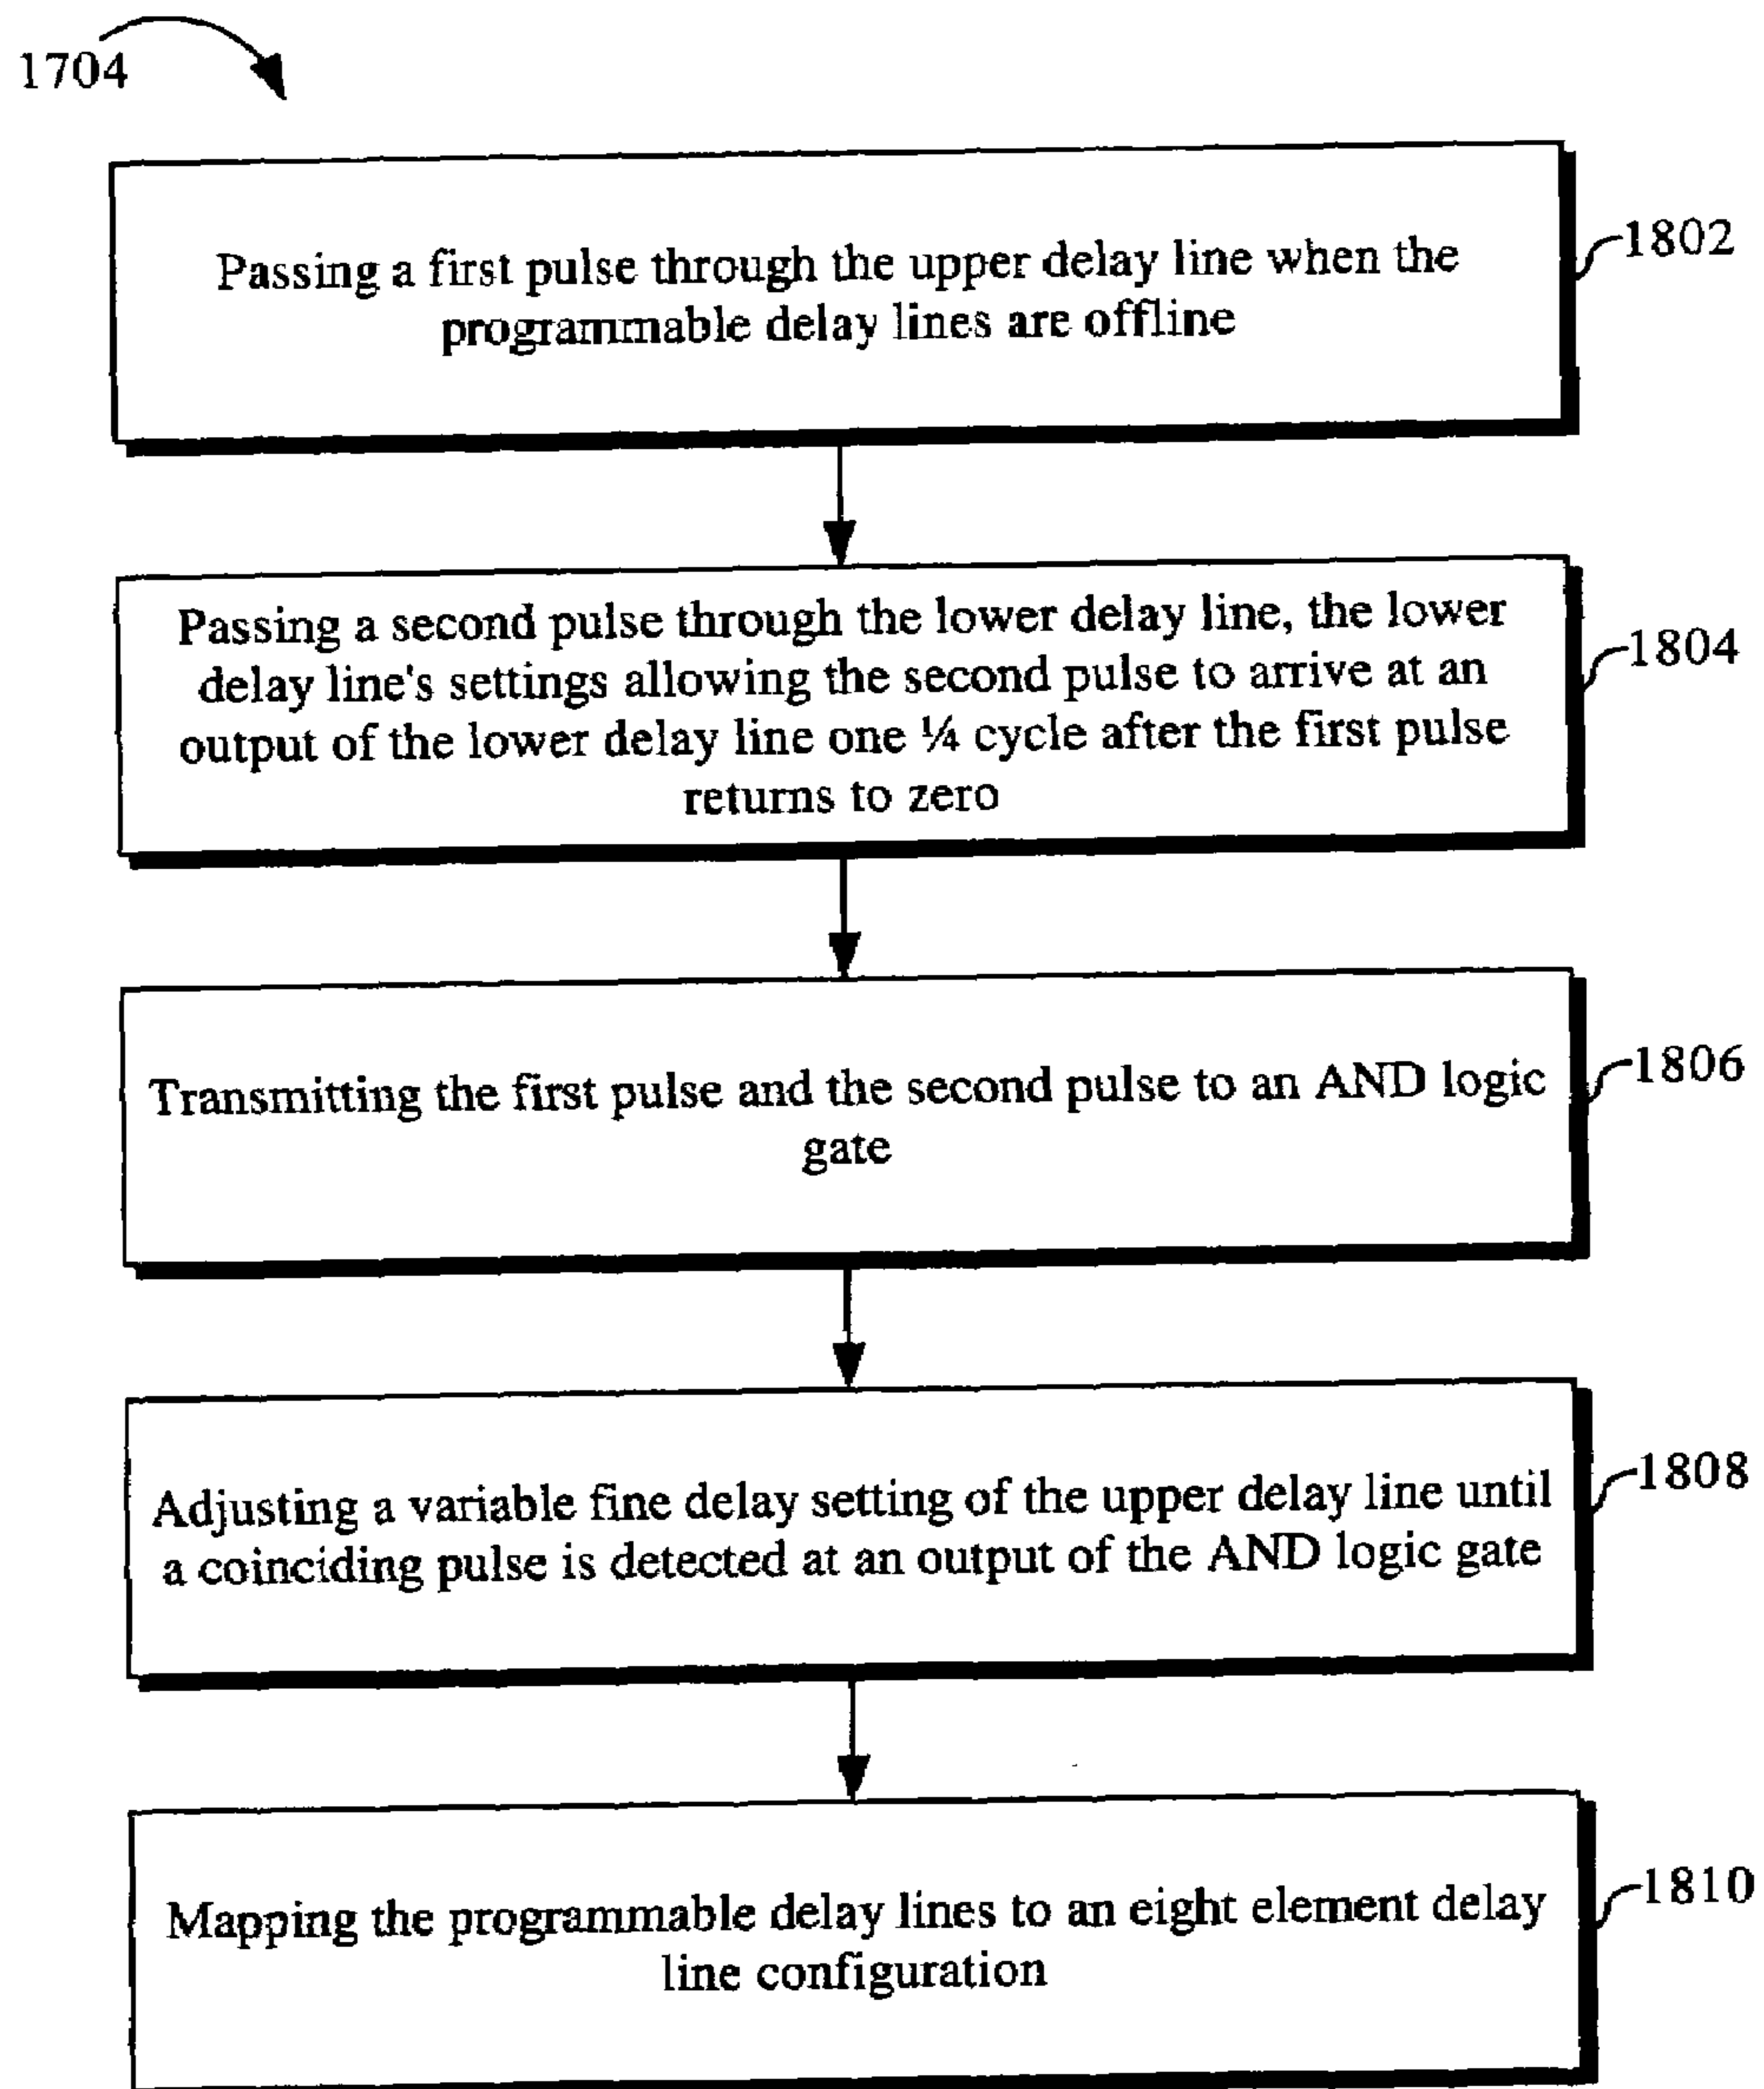 1704
Passing a first pulse through the upper delay line when the
programmable delay lines are offline
1802
Passing a second pulse through the lower delay line, the lower
delay line's settings allowing the second pulse to arrive at an
output of the lower delay line one ¼ cycle after the first pulse
returns to zero
1804
Transmitting the first pulse and the second pulse to an AND logic
gate
1806
Adjusting a variable fine delay setting of the upper delay line until
a coinciding pulse is detected at an output of the AND logic gate
1808
Mapping the programmable delay lines to an eight element delay
line configuration
1810